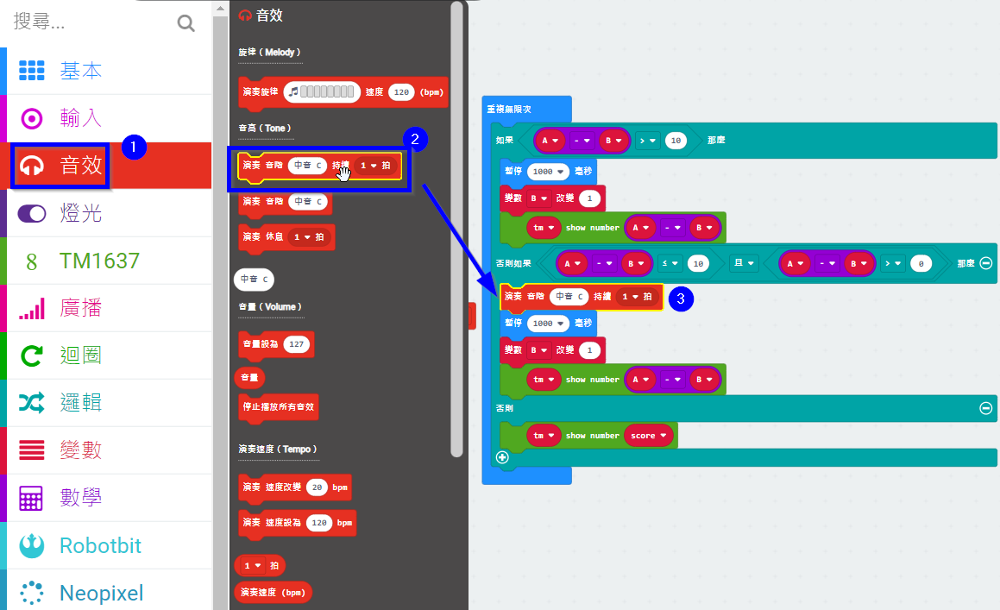 搜尋...
基本
輸入
音效
1
燈光
8 TM1637
廣播
迴圈
邏輯
變數
數學
Robotbit
Neopixel
音效
旋律 ( Melody )
演奏旋律 速度 120 (bpm)
音高 ( Tone )
2
演奏 音階 中音 C 持續 1 拍
演奏 音階 中音 C
演奏 休息 1 拍
中音 C
音量 ( Volume )
音量設為 127
音量
停止播放所有音效
演奏速度 ( Tempo )
演奏 速度改變 20 bpm
演奏 速度設為 120 bpm
1 拍
演奏速度 (bpm)
重複無限次
如果 A - B > 10 那麼
暫停 1000 毫秒
變數 B 改變 1
tm show number A - B
否則如果 A - B ≤ 10 且 A - B > 0 那麼
演奏 音階 中音 C 持續 1 拍
3
暫停 1000 毫秒
變數 B 改變 1
tm show number A - B
否則
tm show number score